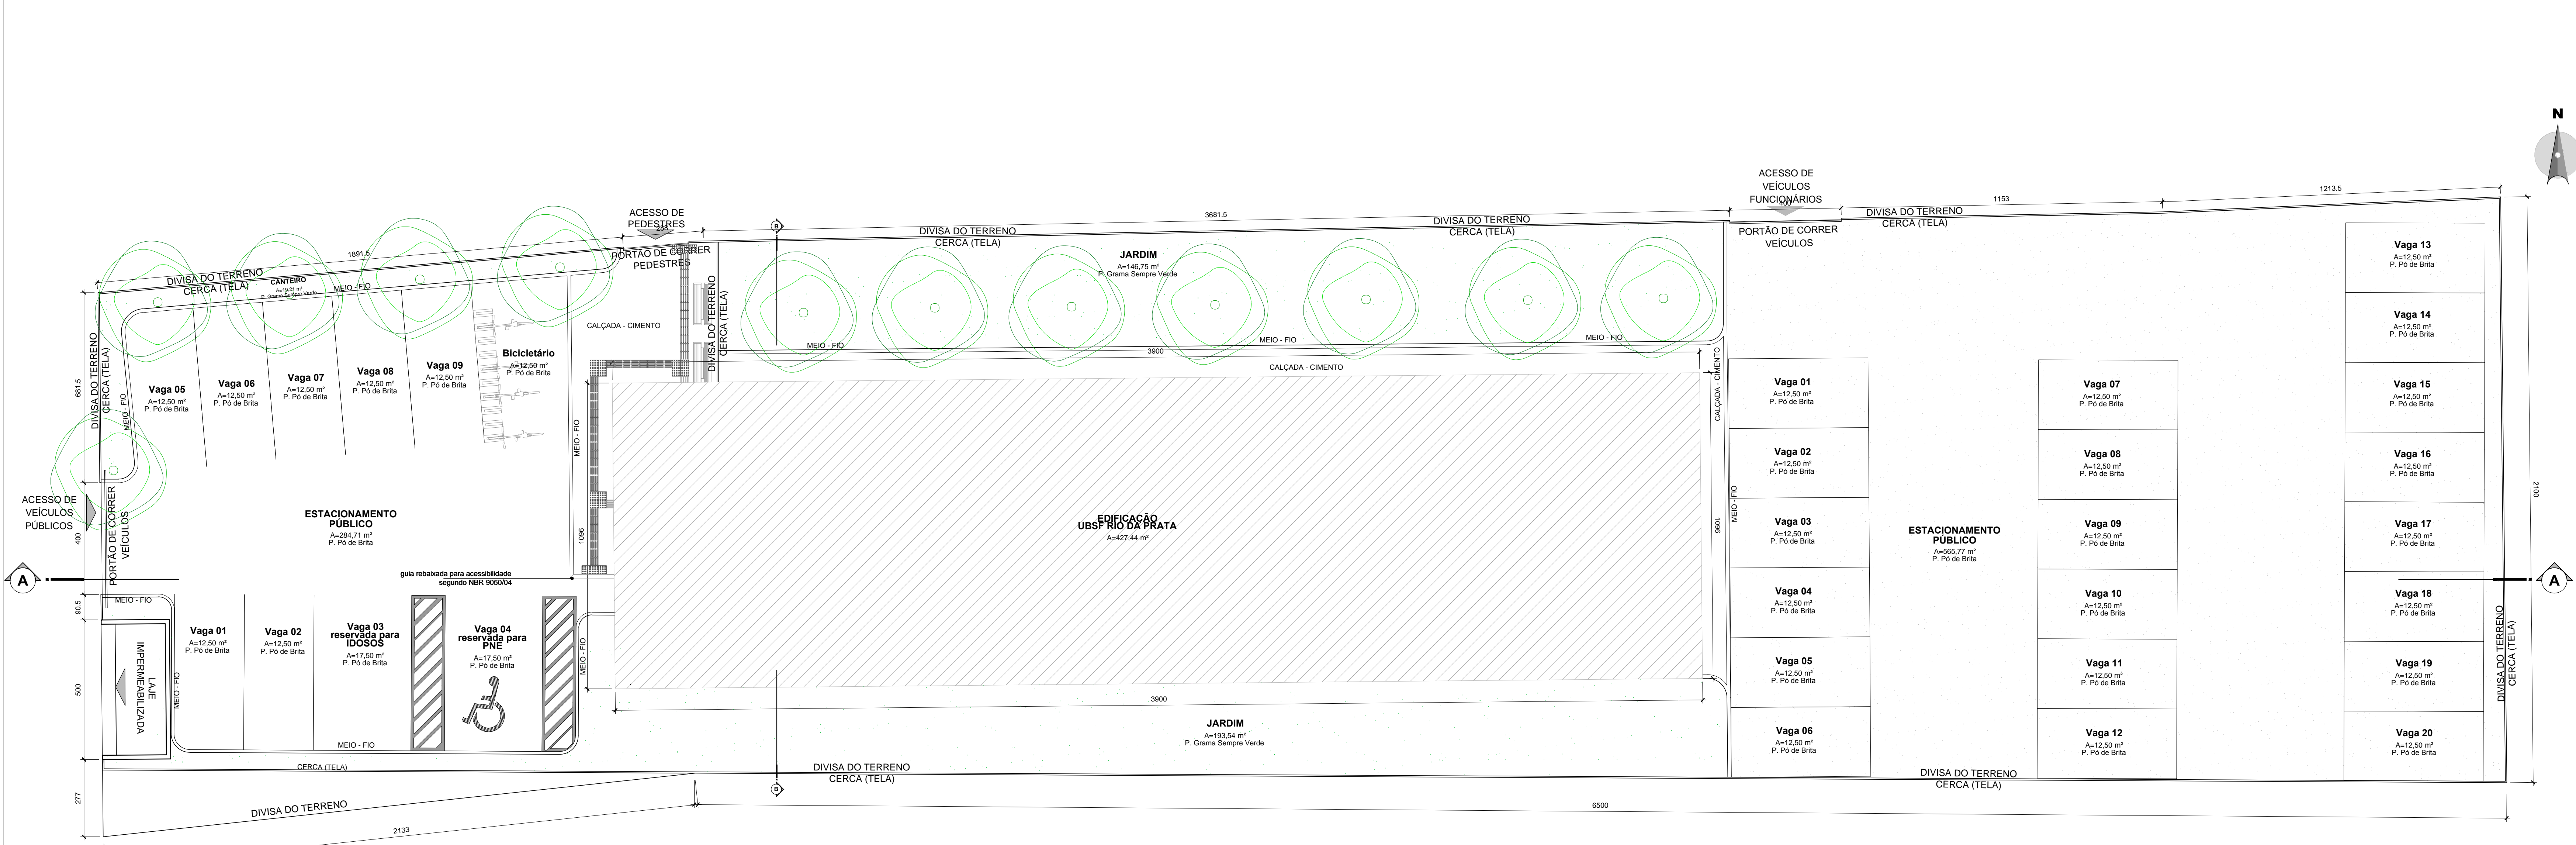 N
ACESSO DE
VEÍCULOS
FUNCIONÁRIOS
400
1153
1213.5
3681.5
ACESSO DE
PEDESTRES
PORTÃO DE CORRER
PEDESTRES
1891.5
DIVISA DO TERRENO
CERCA (TELA)
CANTEIRO
A=19,21 m²
P. Grama Sempre Verde
MEIO - FIO
B
DIVISA DO TERRENO
CERCA (TELA)
DIVISA DO TERRENO
CERCA (TELA)
PORTÃO DE CORRER
VEÍCULOS
DIVISA DO TERRENO
CERCA (TELA)
JARDIM
A=146,75 m²
P. Grama Sempre Verde
MEIO - FIO
MEIO - FIO
MEIO - FIO
3900
CALÇADA - CIMENTO
CALÇADA - CIMENTO
CALÇADA - CIMENTO
DIVISA DO TERRENO
CERCA (TELA)
681.5
DIVISA DO TERRENO
CERCA (TELA)
MEIO - FIO
Vaga 05
A=12,50 m²
P. Pó de Brita
Vaga 06
A=12,50 m²
P. Pó de Brita
Vaga 07
A=12,50 m²
P. Pó de Brita
Vaga 08
A=12,50 m²
P. Pó de Brita
Vaga 09
A=12,50 m²
P. Pó de Brita
Bicicletário
A=12,50 m²
P. Pó de Brita
MEIO - FIO
1096
ACESSO DE
VEÍCULOS
PÚBLICOS
400
PORTÃO DE CORRER
VEÍCULOS
ESTACIONAMENTO
PÚBLICO
A=284,71 m²
P. Pó de Brita
guia rebaixada para acessibilidade
segundo NBR 9050/04
A
90.5
MEIO - FIO
500
LAJE
IMPERMEABILIZADA
MEIO - FIO
Vaga 01
A=12,50 m²
P. Pó de Brita
Vaga 02
A=12,50 m²
P. Pó de Brita
Vaga 03
reservada para
IDOSOS
A=17,50 m²
P. Pó de Brita
Vaga 04
reservada para
PNE
A=17,50 m²
P. Pó de Brita
MEIO - FIO
MEIO - FIO
CERCA (TELA)
277
DIVISA DO TERRENO
2133
EDIFICAÇÃO
UBSF RIO DA PRATA
A=427,44 m²
1096
MEIO - FIO
3900
JARDIM
A=193,54 m²
P. Grama Sempre Verde
DIVISA DO TERRENO
CERCA (TELA)
B
6500
Vaga 01
A=12,50 m²
P. Pó de Brita
Vaga 02
A=12,50 m²
P. Pó de Brita
Vaga 03
A=12,50 m²
P. Pó de Brita
Vaga 04
A=12,50 m²
P. Pó de Brita
Vaga 05
A=12,50 m²
P. Pó de Brita
Vaga 06
A=12,50 m²
P. Pó de Brita
ESTACIONAMENTO
PÚBLICO
A=565,77 m²
P. Pó de Brita
Vaga 07
A=12,50 m²
P. Pó de Brita
Vaga 08
A=12,50 m²
P. Pó de Brita
Vaga 09
A=12,50 m²
P. Pó de Brita
Vaga 10
A=12,50 m²
P. Pó de Brita
Vaga 11
A=12,50 m²
P. Pó de Brita
Vaga 12
A=12,50 m²
P. Pó de Brita
Vaga 13
A=12,50 m²
P. Pó de Brita
Vaga 14
A=12,50 m²
P. Pó de Brita
Vaga 15
A=12,50 m²
P. Pó de Brita
Vaga 16
A=12,50 m²
P. Pó de Brita
Vaga 17
A=12,50 m²
P. Pó de Brita
Vaga 18
A=12,50 m²
P. Pó de Brita
Vaga 19
A=12,50 m²
P. Pó de Brita
Vaga 20
A=12,50 m²
P. Pó de Brita
DIVISA DO TERRENO
CERCA (TELA)
DIVISA DO TERRENO
CERCA (TELA)
2100
A